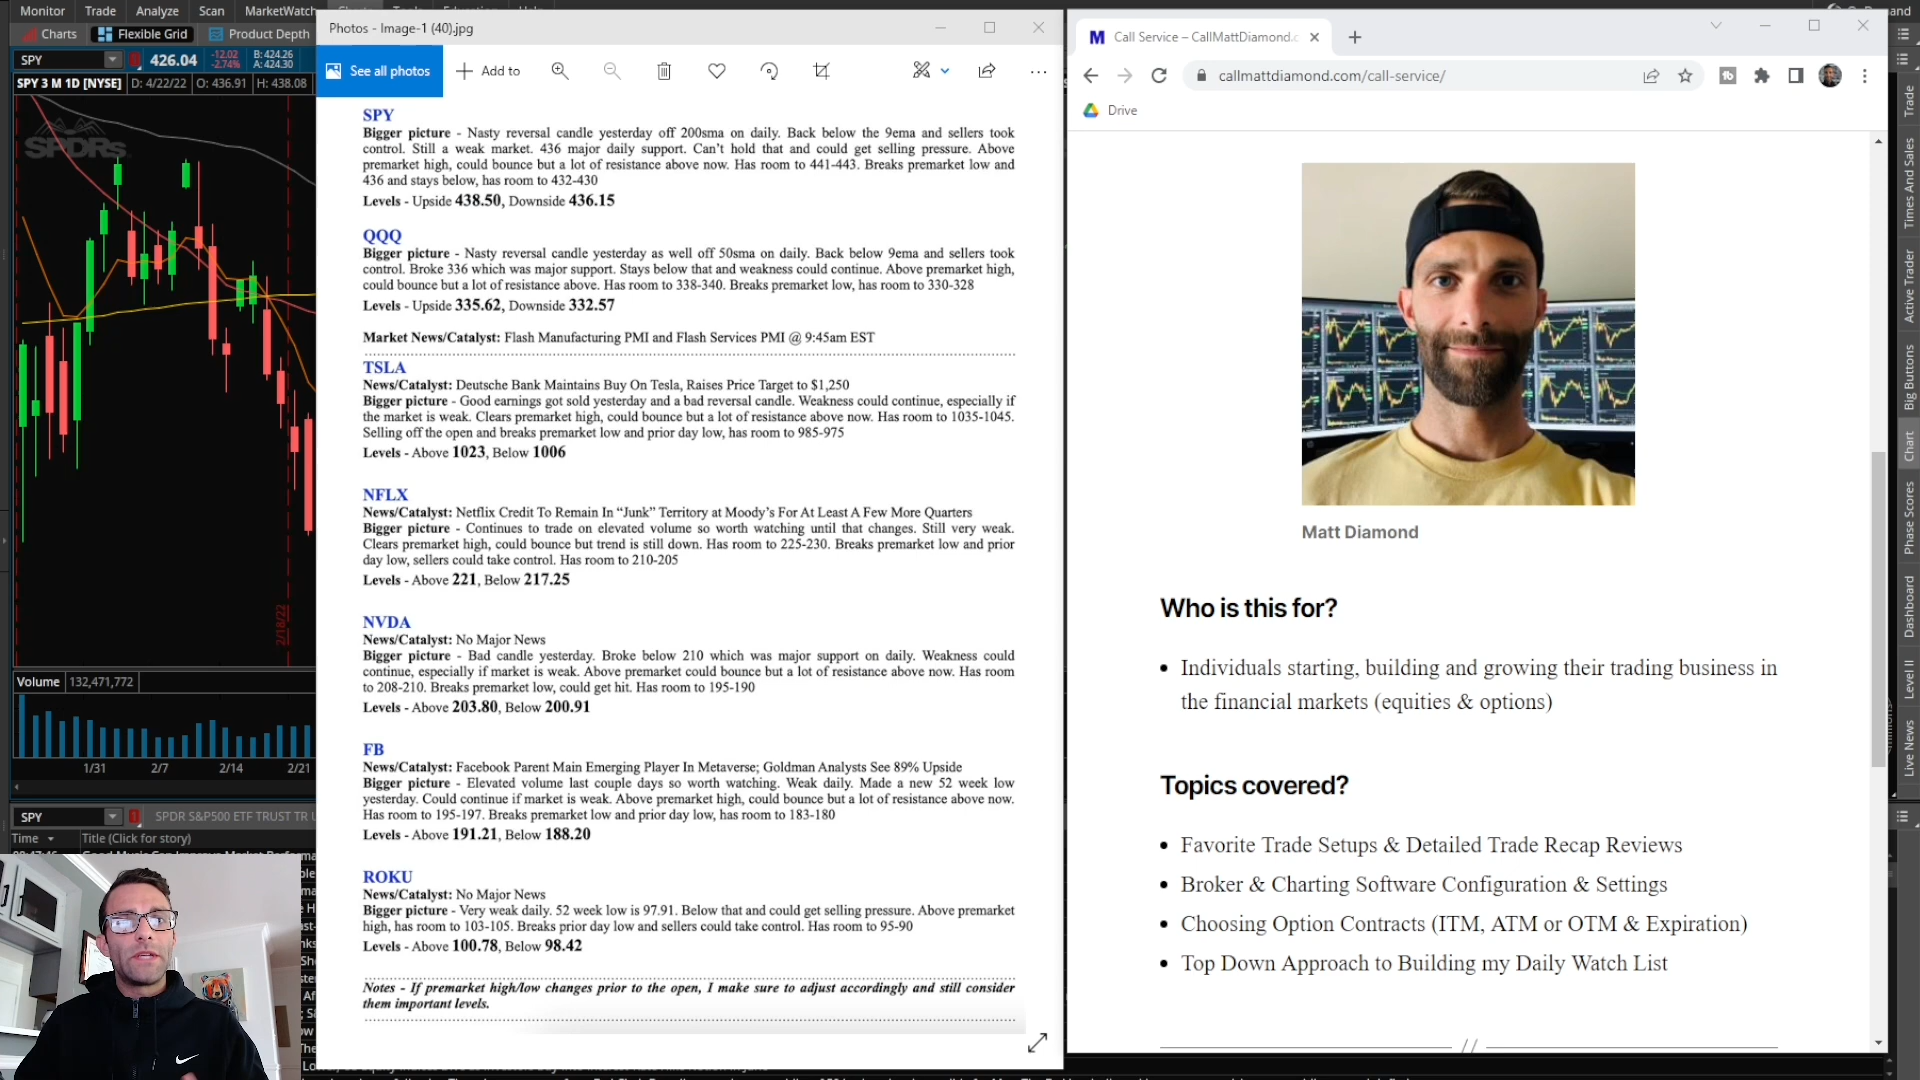 Monitor Trade Analyze Scan MarketWatch
Charts Flexible Grid Product Depth
SPY 426.04 -12.02 -2.74% B: 424.26 A: 424.30
SPY 3 M 1D [NYSE] D: 4/22/22 O: 436.91 H: 438.08
SPDRs
2/18/22
Volume 132,471,772
1/31 2/7 2/14 2/21
SPY 1 SPDR S&P500 ETF TRUST TR U
Time Title (Click for story)
Photos - Image-1 (40).jpg
See all photos Add to
SPY
Bigger picture - Nasty reversal candle yesterday off 200sma on daily. Back below the 9ema and sellers took
control. Still a weak market. 436 major daily support. Can't hold that and could get selling pressure. Above
premarket high, could bounce but a lot of resistance above now. Has room to 441-443. Breaks premarket low and
436 and stays below, has room to 432-430
Levels - Upside 438.50, Downside 436.15
QQQ
Bigger picture - Nasty reversal candle yesterday as well off 50sma on daily. Back below 9ema and sellers took
control. Broke 336 which was major support. Stays below that and weakness could continue. Above premarket high,
could bounce but a lot of resistance above. Has room to 338-340. Breaks premarket low, has room to 330-328
Levels - Upside 335.62, Downside 332.57
Market News/Catalyst: Flash Manufacturing PMI and Flash Services PMI @ 9:45am EST
TSLA
News/Catalyst: Deutsche Bank Maintains Buy On Tesla, Raises Price Target to $1,250
Bigger picture - Good earnings got sold yesterday and a bad reversal candle. Weakness could continue, especially if
the market is weak. Clears premarket high, could bounce but a lot of resistance above now. Has room to 1035-1045.
Selling off the open and breaks premarket low and prior day low, has room to 985-975
Levels - Above 1023, Below 1006
NFLX
News/Catalyst: Netflix Credit To Remain In “Junk” Territory at Moody's For At Least A Few More Quarters
Bigger picture - Continues to trade on elevated volume so worth watching until that changes. Still very weak.
Clears premarket high, could bounce but trend is still down. Has room to 225-230. Breaks premarket low and prior
day low, sellers could take control. Has room to 210-205
Levels - Above 221, Below 217.25
NVDA
News/Catalyst: No Major News
Bigger picture - Bad candle yesterday. Broke below 210 which was major support on daily. Weakness could
continue, especially if market is weak. Above premarket could bounce but a lot of resistance above now. Has room
to 208-210. Breaks premarket low, could get hit. Has room to 195-190
Levels - Above 203.80, Below 200.91
FB
News/Catalyst: Facebook Parent Main Emerging Player In Metaverse; Goldman Analysts See 89% Upside
Bigger picture - Elevated volume last couple days so worth watching. Weak daily. Made a new 52 week low
yesterday. Could continue if market is weak. Above premarket high, could bounce but a lot of resistance above now.
Has room to 195-197. Breaks premarket low and prior day low, has room to 183-180
Levels - Above 191.21, Below 188.20
ROKU
News/Catalyst: No Major News
Bigger picture - Very weak daily. 52 week low is 97.91. Below that and could get selling pressure. Above premarket
high, has room to 103-105. Breaks prior day low and sellers could take control. Has room to 95-90
Levels - Above 100.78, Below 98.42
Notes - If premarket high/low changes prior to the open, I make sure to adjust accordingly and still consider
them important levels.
M Call Service – CallMattDiamond.c
callmattdiamond.com/call-service/
Drive
Matt Diamond
Who is this for?
Individuals starting, building and growing their trading business in
the financial markets (equities & options)
Topics covered?
Favorite Trade Setups & Detailed Trade Recap Reviews
Broker & Charting Software Configuration & Settings
Choosing Option Contracts (ITM, ATM or OTM & Expiration)
Top Down Approach to Building my Daily Watch List
//
Trade
Times And Sales
Active Trader
Big Buttons
Chart
Phase Scores
Dashboard
Level II
Live News